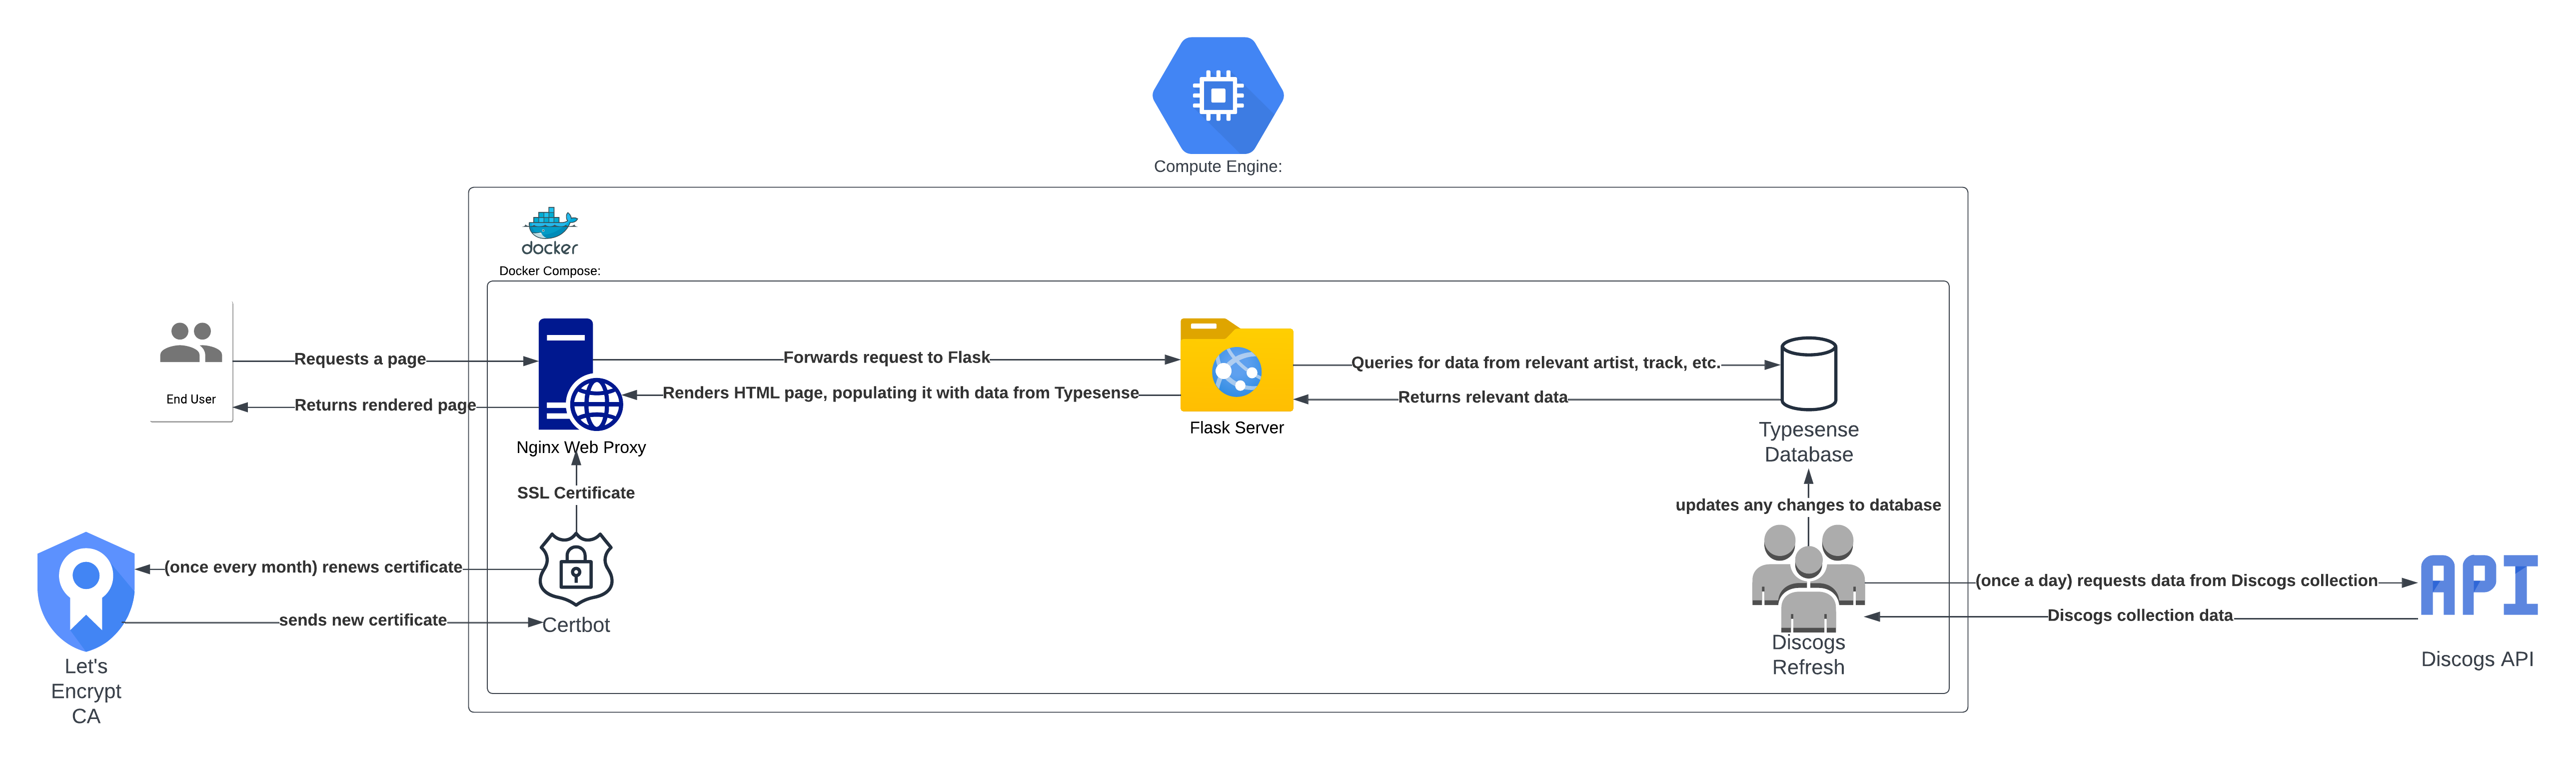 Compute Engine:
docker
Docker Compose:
Requests a page
Forwards request to Flask
Queries for data from relevant artist, track, etc.
End User
Returns rendered page
Renders HTML page, populating it with data from Typesense
Returns relevant data
Nginx Web Proxy
Flask Server
Typesense
Database
SSL Certificate
updates any changes to database
(once every month) renews certificate
(once a day) requests data from Discogs collection
API
sends new certificate
Certbot
Discogs collection data
Discogs
Refresh
Let's
Encrypt
CA
Discogs API